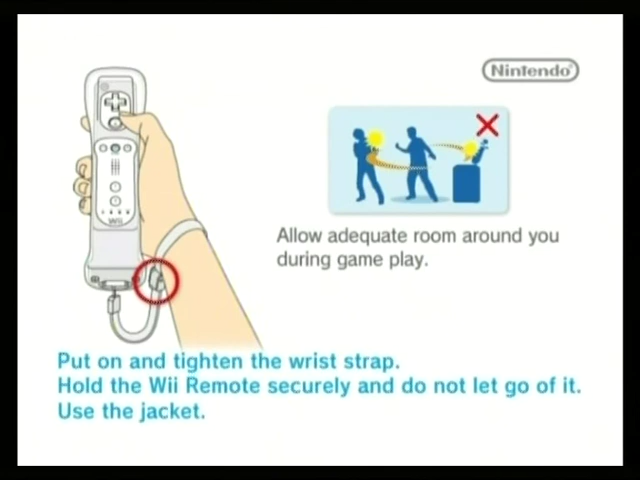 Nintendo
Wii
Allow adequate room around you
during game play.
Put on and tighten the wrist strap.
Hold the Wii Remote securely and do not let go of it.
Use the jacket.